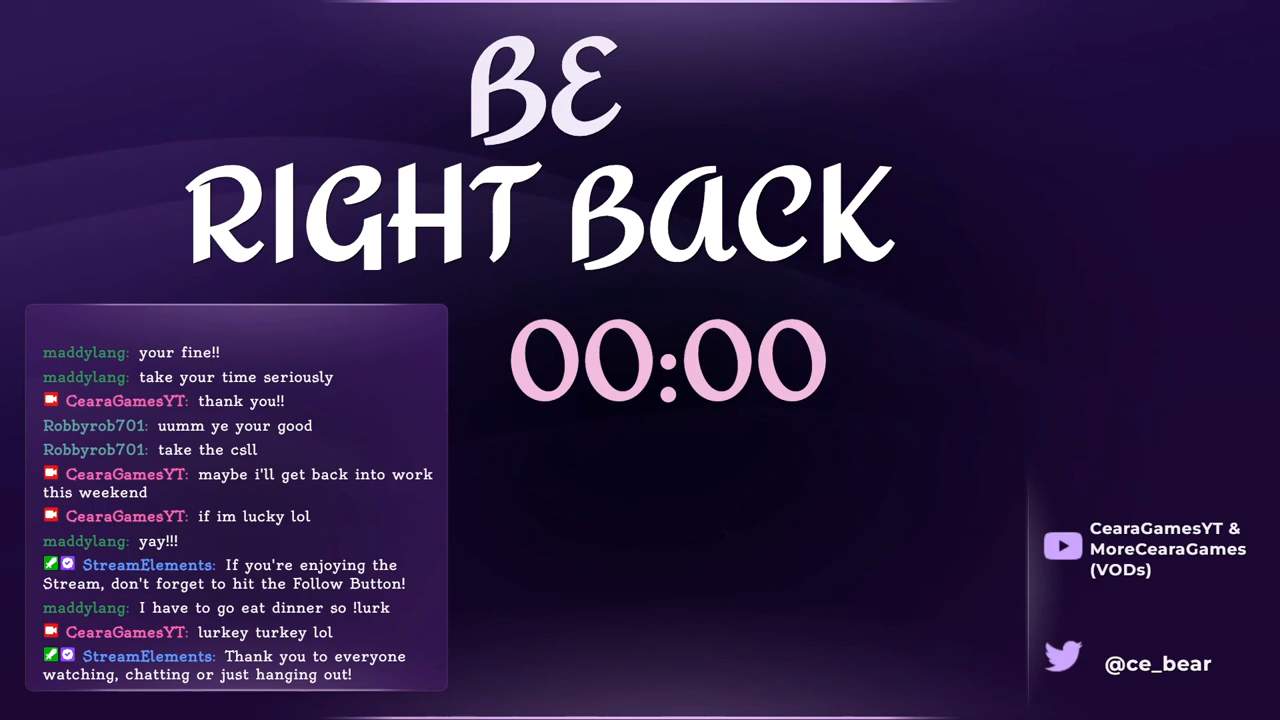 BE
RIGHT BACK
00:00
maddylang: your fine!!
maddylang: take your time seriously
CearaGamesYT: thank you!!
Robbyrob701: uumm ye your good
Robbyrob701: take the csll
CearaGamesYT: maybe i'll get back into work
this weekend
CearaGamesYT: if im lucky lol
maddylang: yay!!!
StreamElements: If you're enjoying the
Stream, don't forget to hit the Follow Button!
maddylang: I have to go eat dinner so !lurk
CearaGamesYT: lurkey turkey lol
StreamElements: Thank you to everyone
watching, chatting or just hanging out!
CearaGamesYT &
MoreCearaGames
(VODs)
@ce_bear